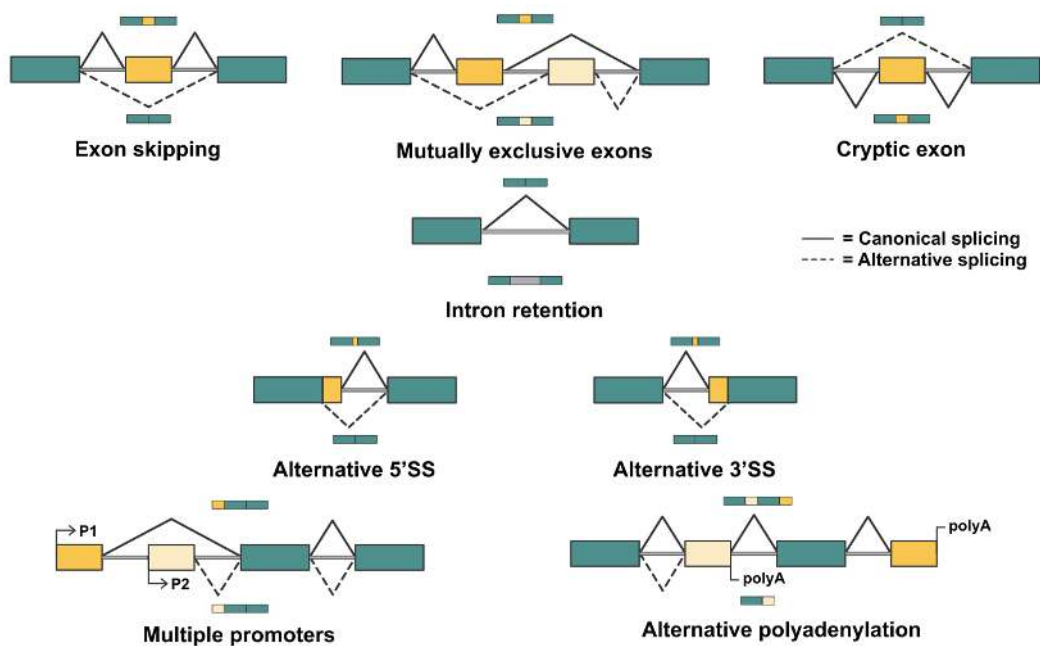 Exon skipping
Mutually exclusive exons
Cryptic exon
= Canonical splicing
= Alternative splicing
Intron retention
Alternative 5'SS
Alternative 3'SS
P1
P2
Multiple promoters
polyA
polyA
Alternative polyadenylation